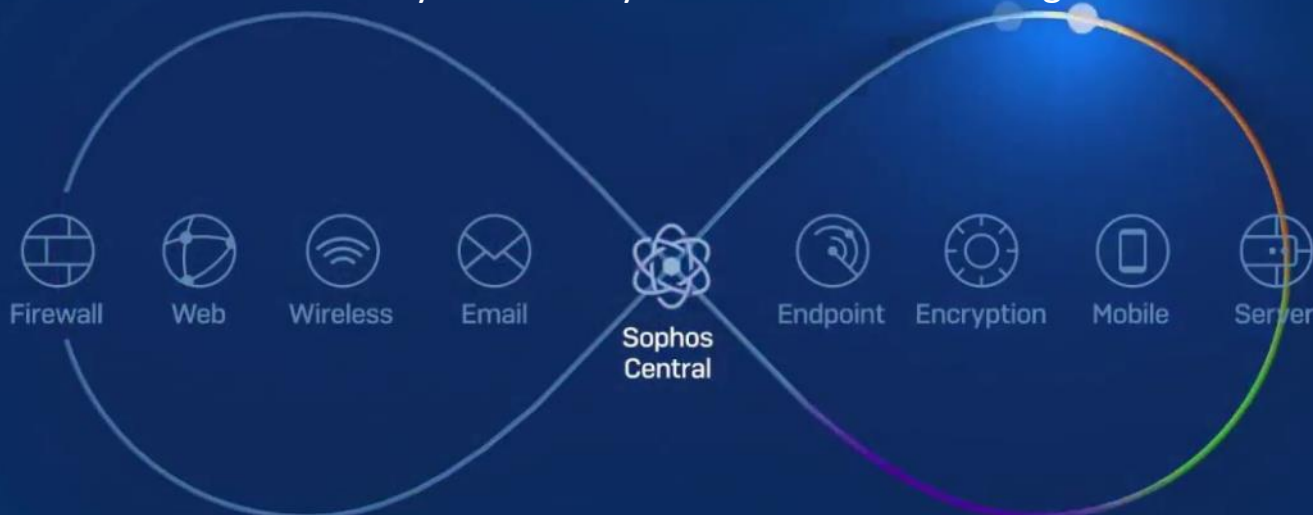 Firewall
Web
Wireless
Email
Sophos
Central
Endpoint
Encryption
Mobile
Server